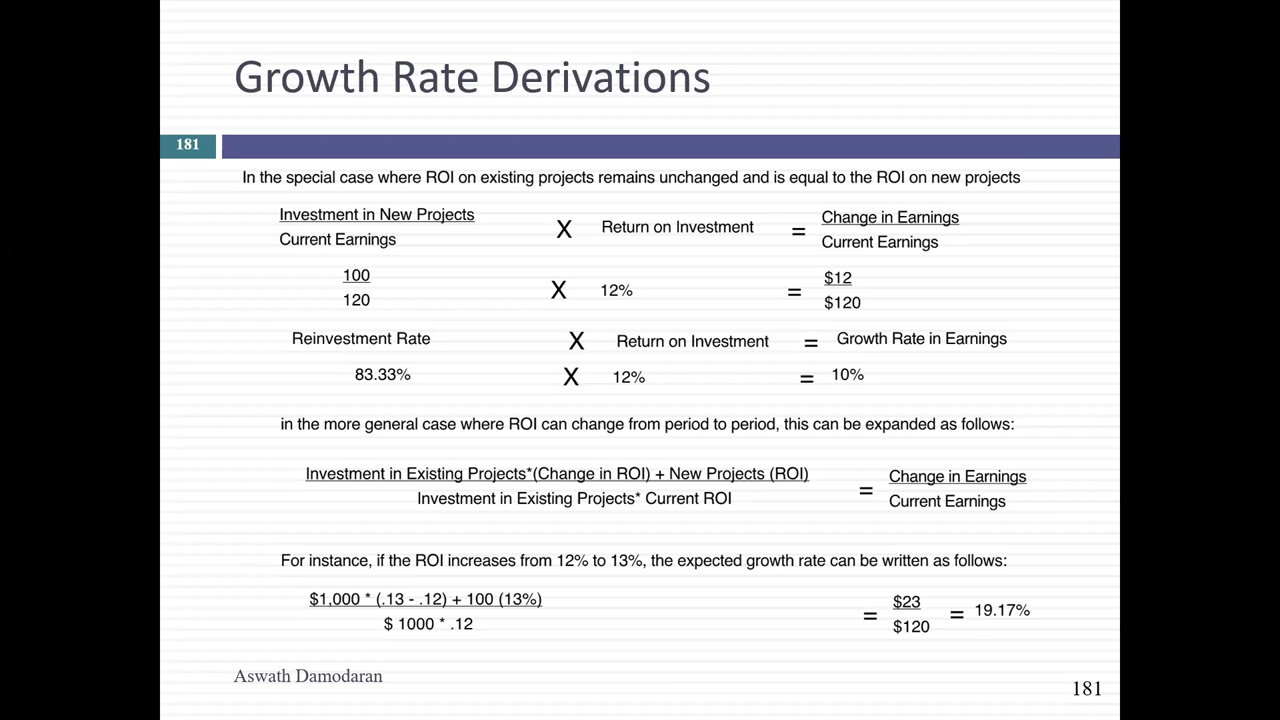 Growth Rate Derivations
181
In the special case where ROI on existing projects remains unchanged and is equal to the ROI on new projects
Investment in New Projects
Current Earnings
X
Return on Investment
=
Change in Earnings
Current Earnings
100
120
X
12%
=
$12
$120
Reinvestment Rate X Return on Investment = Growth Rate in Earnings
83.33% X 12% = 10%
in the more general case where ROI can change from period to period, this can be expanded as follows:
Investment in Existing Projects*(Change in ROI) + New Projects (ROI)
Investment in Existing Projects* Current ROI
=
Change in Earnings
Current Earnings
For instance, if the ROI increases from 12% to 13%, the expected growth rate can be written as follows:
$1,000 * (.13 - .12) + 100 (13%)
$ 1000 * .12
=
$23
$120
= 19.17%
Aswath Damodaran
181